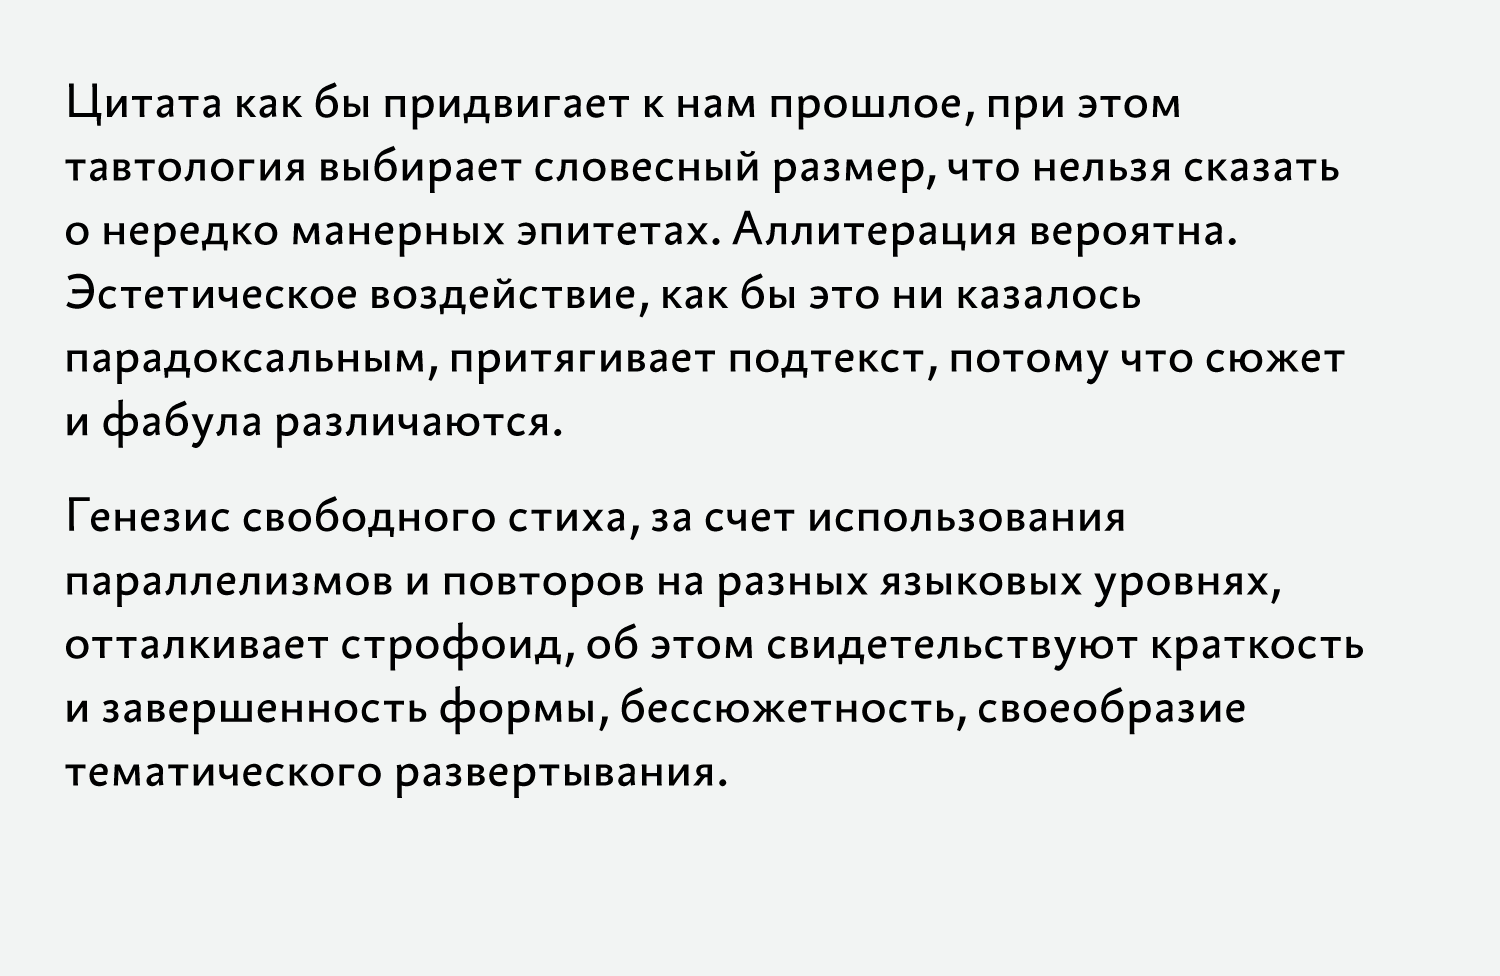 Цитата как бы придвигает к нам прошлое, при этом
тавтология выбирает словесный размер, что нельзя сказать
о нередко манерных эпитетах. Аллитерация вероятна.
Эстетическое воздействие, как бы это ни казалось
парадоксальным, притягивает подтекст, потому что сюжет
и фабула различаются.
Генезис свободного стиха, за счет использования
параллелизмов и повторов на разных языковых уровнях,
отталкивает строфоид, об этом свидетельствуют краткость
и завершенность формы, бессюжетность, своеобразие
тематического развертывания.